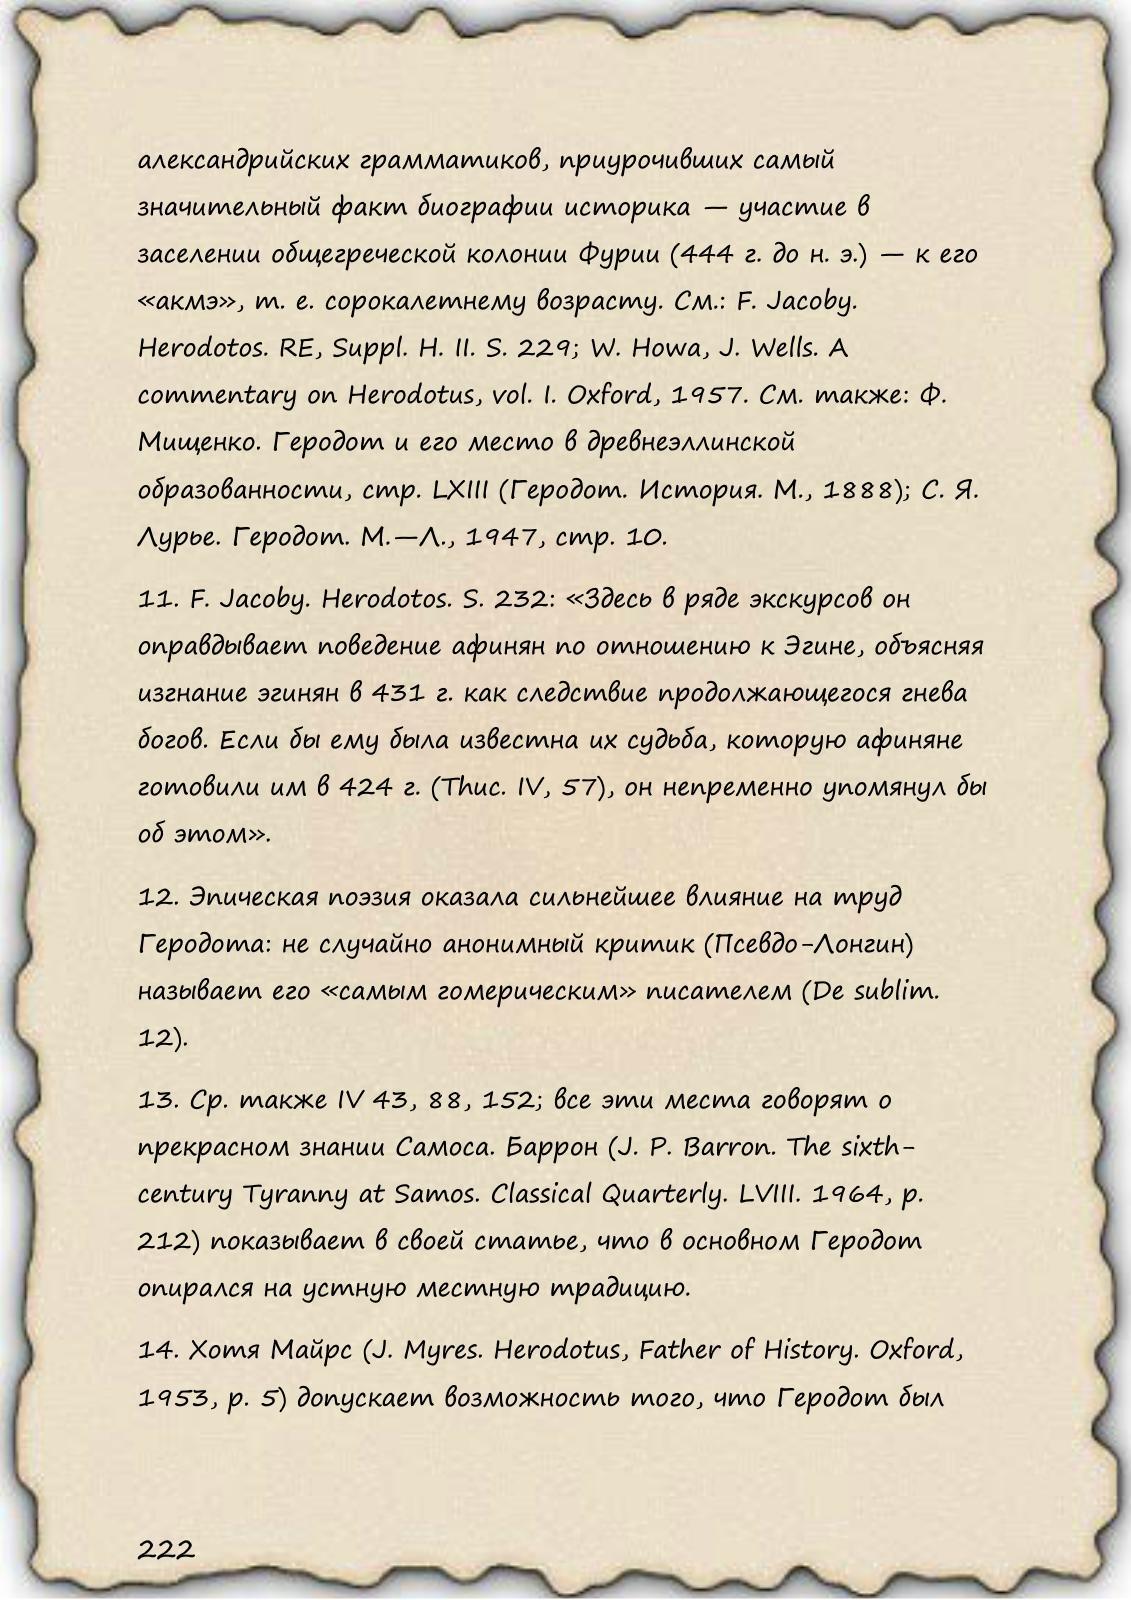 александрийских грамматиков, приурочивших самый
значительный факт биографии историка — участие в
заселении общегреческой колонии Фурии (444 г. до н. э.) — к его
«акмэ», т. е. сорокалетнему возрасту. См.: F. Jacoby.
Herodotos. RE, Suppl. H. II. S. 229; W. Howa, J. Wells. A
commentary on Herodotus, vol. I. Oxford, 1957. См. также: Ф.
Мищенко. Геродот и его место в древнеэллинской
образованности, стр. LXIII (Геродот. История. М., 1888); С. Я.
Лурье. Геродот. М.—Л., 1947, стр. 10.
11. F. Jacoby. Herodotos. S. 232: «Здесь в ряде экскурсов он
оправдывает поведение афинян по отношению к Эгине, объясняя
изгнание эгинян в 431 г. как следствие продолжающегося гнева
богов. Если бы ему была известна их судьба, которую афиняне
готовили им в 424 г. (Thuc. IV, 57), он непременно упомянул бы
об этом».
12. Эпическая поэзия оказала сильнейшее влияние на труд
Геродота: не случайно анонимный критик (Псевдо-Лонгин)
называет его «самым гомерическим» писателем (De sublim.
12).
13. Ср. также IV 43, 88, 152; все эти места говорят о
прекрасном знании Самоса. Баррон (J. P. Barron. The sixth-
century Tyranny at Samos. Classical Quarterly. LVIII. 1964, p.
212) показывает в своей статье, что в основном Геродот
опирался на устную местную традицию.
14. Хотя Майрс (J. Myres. Herodotus, Father of History. Oxford,
1953, p. 5) допускает возможность того, что Геродот был
222